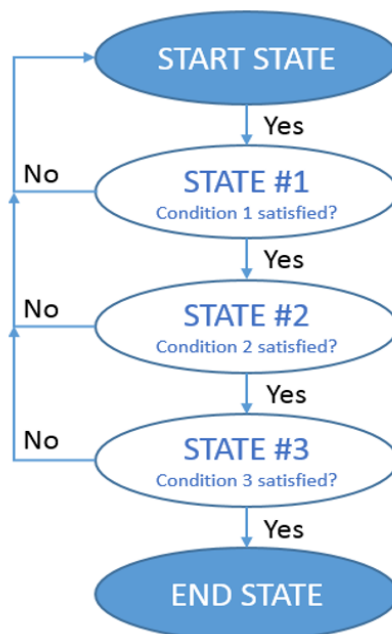 START STATE
Yes
No
STATE #1
Condition 1 satisfied?
Yes
No
STATE #2
Condition 2 satisfied?
Yes
No
STATE #3
Condition 3 satisfied?
Yes
END STATE